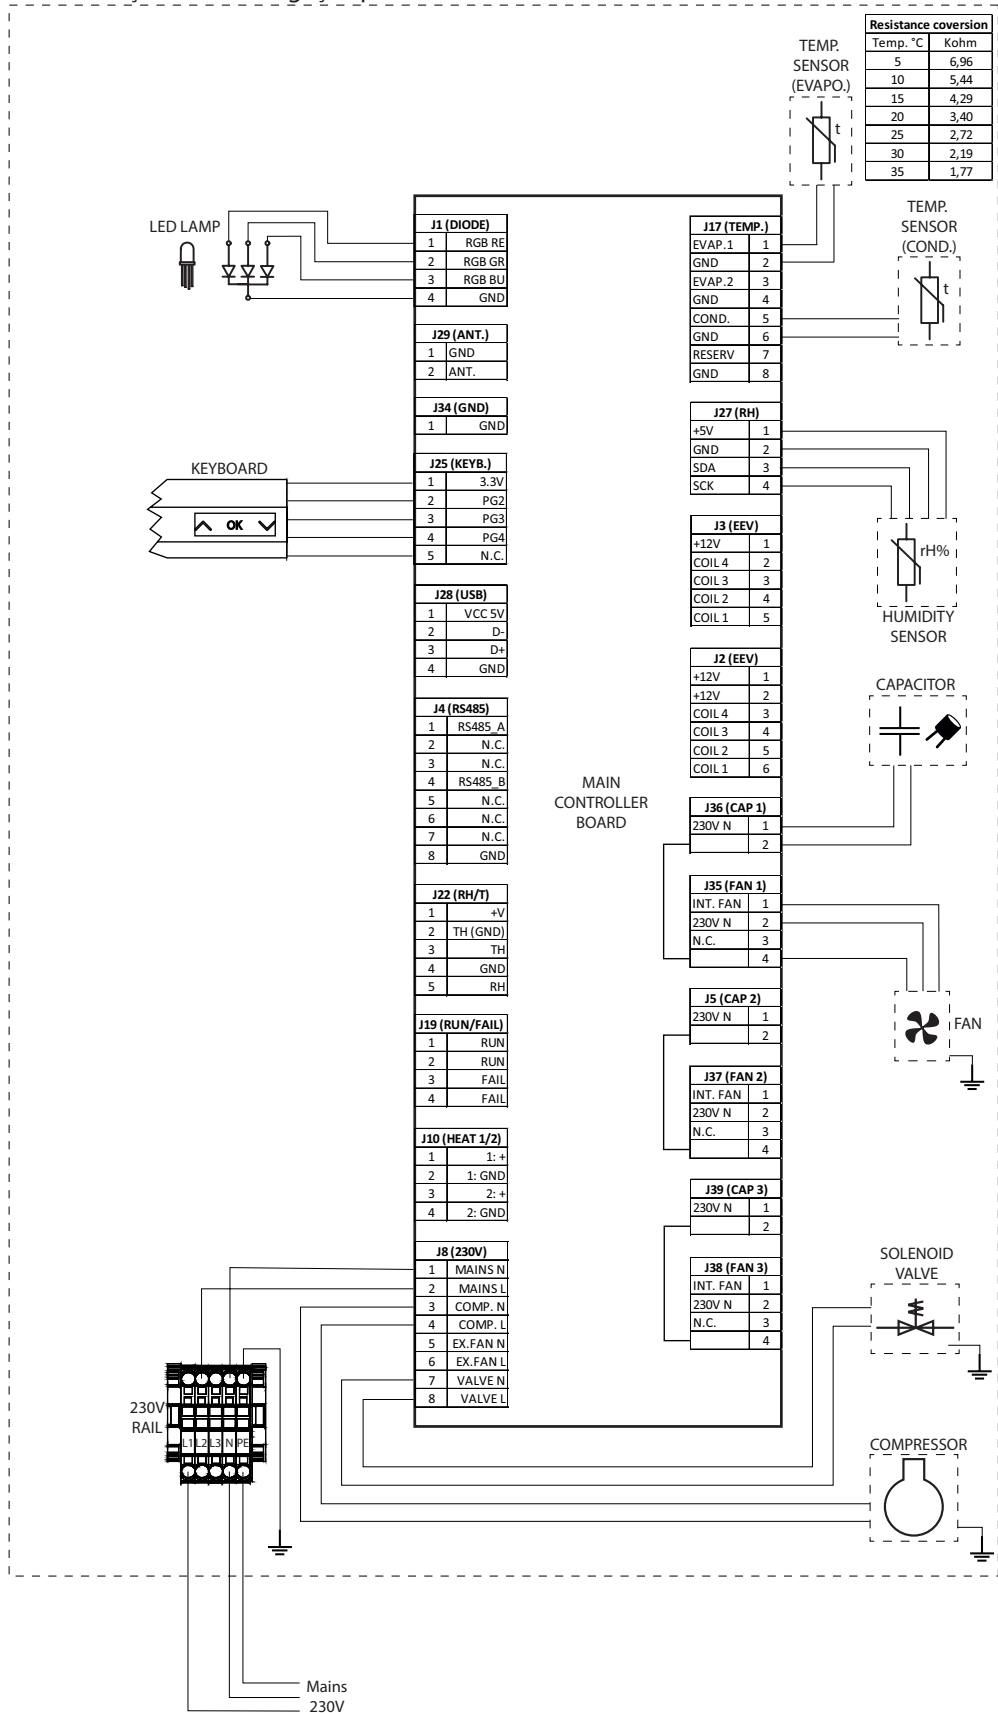 Resistance coversion
Temp. °C Kohm
5 6,96
10 5,44
15 4,29
20 3,40
25 2,72
30 2,19
35 1,77
TEMP.
SENSOR
(EVAPO.)
t
TEMP.
SENSOR
(COND.)
t
LED LAMP
J1 (DIODE)
1 RGB RE
2 RGB GR
3 RGB BU
4 GND
J29 (ANT.)
1 GND
2 ANT.
J34 (GND)
1 GND
KEYBOARD
OK
J25 (KEYB.)
1 3.3V
2 PG2
3 PG3
4 PG4
5 N.C.
J28 (USB)
1 VCC 5V
2 D-
3 D+
4 GND
J4 (RS485)
1 RS485_A
2 N.C.
3 N.C.
4 RS485_B
5 N.C.
6 N.C.
7 N.C.
8 GND
J22 (RH/T)
1 +V
2 TH (GND)
3 TH
4 GND
5 RH
J19 (RUN/FAIL)
1 RUN
2 RUN
3 FAIL
4 FAIL
J10 (HEAT 1/2)
1 1: +
2 1: GND
3 2: +
4 2: GND
J8 (230V)
1 MAINS N
2 MAINS L
3 COMP. N
4 COMP. L
5 EX.FAN N
6 EX.FAN L
7 VALVE N
8 VALVE L
MAIN
CONTROLLER
BOARD
J17 (TEMP.)
EVAP.1 1
GND 2
EVAP.2 3
GND 4
COND. 5
GND 6
RESERV 7
GND 8
J27 (RH)
+5V 1
GND 2
SDA 3
SCK 4
rH%
HUMIDITY
SENSOR
J3 (EEV)
+12V 1
COIL 4 2
COIL 3 3
COIL 2 4
COIL 1 5
J2 (EEV)
+12V 1
+12V 2
COIL 4 3
COIL 3 4
COIL 2 5
COIL 1 6
CAPACITOR
J36 (CAP 1)
230V N 1
2
J35 (FAN 1)
INT. FAN 1
230V N 2
N.C. 3
4
FAN
J5 (CAP 2)
230V N 1
2
J37 (FAN 2)
INT. FAN 1
230V N 2
N.C. 3
4
J39 (CAP 3)
230V N 1
2
J38 (FAN 3)
INT. FAN 1
230V N 2
N.C. 3
4
SOLENOID
VALVE
COMPRESSOR
230V
RAIL
L1 L2 L3 N PE
Mains
230V